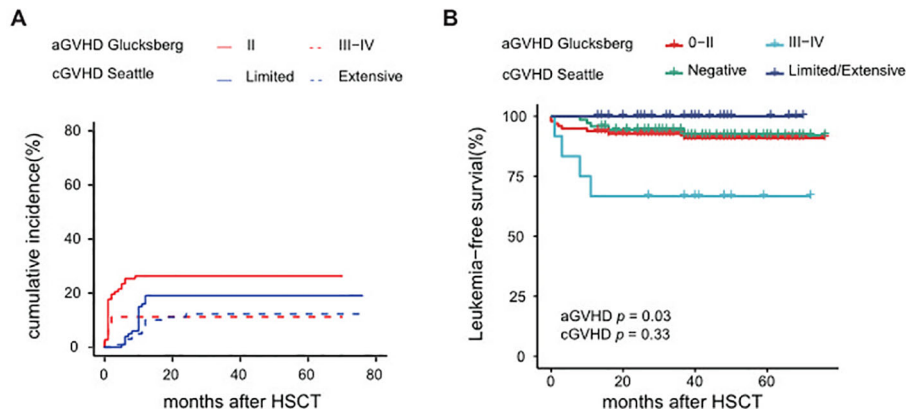 A
aGVHD Glucksberg II III−IV
cGVHD Seattle Limited Extensive
cumulative incidence(%)
80
60
40
20
0
0 20 40 60 80
months after HSCT
B
aGVHD Glucksberg 0−II III−IV
cGVHD Seattle Negative Limited/Extensive
Leukemia−free survial(%)
100
75
50
25
0
aGVHD p = 0.03
cGVHD p = 0.33
0 20 40 60
months after HSCT